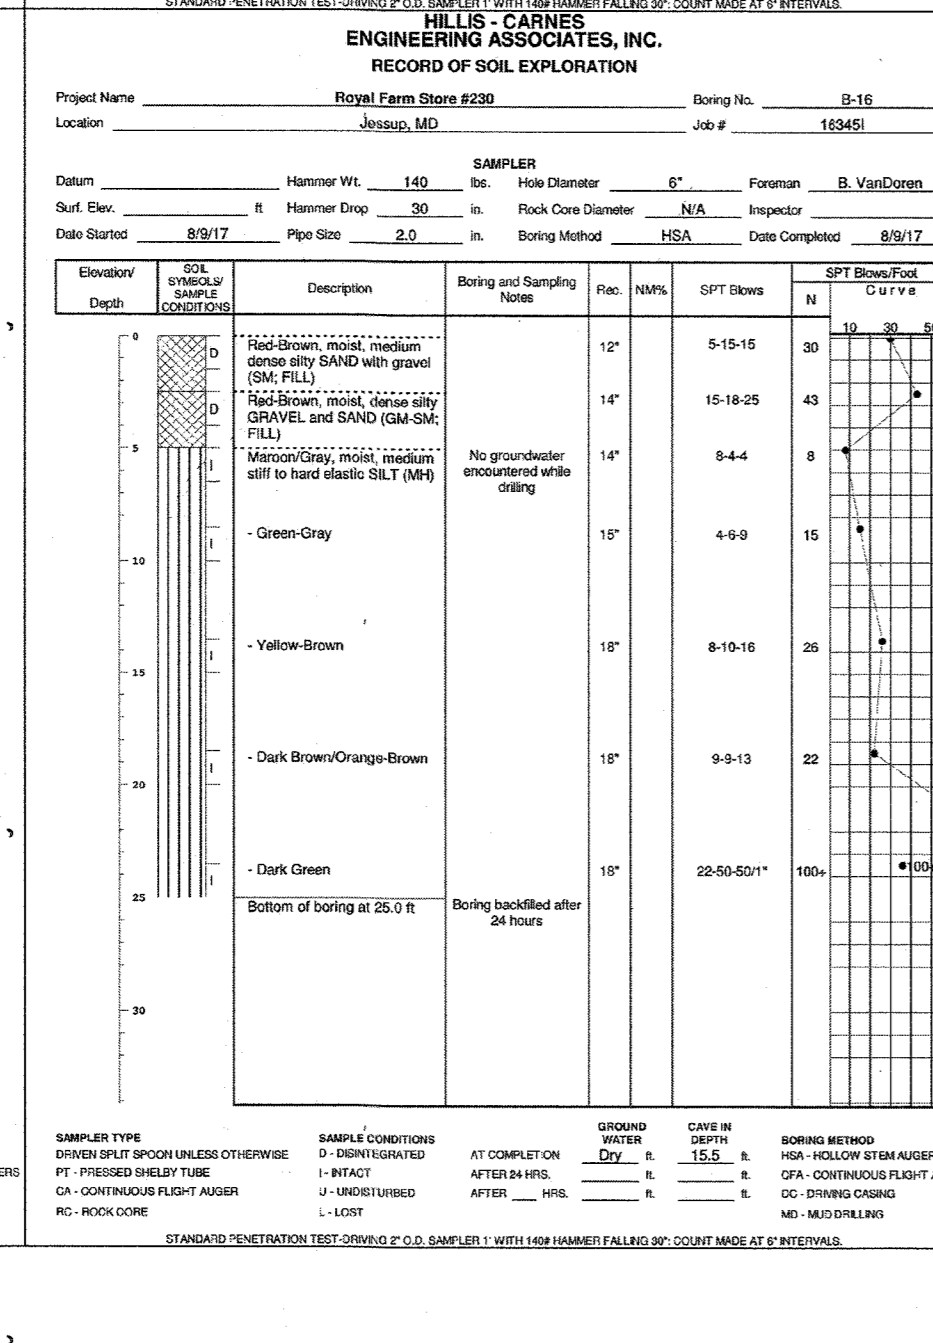 STANDARD PENETRATION TEST-DRIVING 2" O.D. SAMPLER 1' WITH 140# HAMMER FALLING 30": COUNT MADE AT 6" INTERVALS.
HILLIS - CARNES
ENGINEERING ASSOCIATES, INC.
RECORD OF SOIL EXPLORATION
Project Name Royal Farm Store #230 Boring No. B-16
Location Jessup, MD Job # 16345I
SAMPLER
Datum Hammer Wt. 140 lbs. Hole Diameter 6" Foreman B. VanDoren
Surf. Elev. ft Hammer Drop 30 in. Rock Core Diameter N/A Inspector
Date Started 8/9/17 Pipe Size 2.0 in. Boring Method HSA Date Completed 8/9/17
Elevation/ Depth
SOIL SYMBOLS/ SAMPLE CONDITIONS
Description
Boring and Sampling Notes
Rec. NM% SPT Blows
SPT Blows/Foot
N Curve
10 30 50
0 D Red-Brown, moist, medium 12" 5-15-15 30
dense silty SAND with gravel
(SM; FILL)
D Red-Brown, moist, dense silty 14" 15-18-25 43
GRAVEL and SAND (GM-SM;
FILL)
5 I Maroon/Gray, moist, medium No groundwater 14" 8-4-4 8
stiff to hard elastic SILT (MH) encountered while
drilling
I - Green-Gray 15" 4-6-9 15
10
I - Yellow-Brown 18" 8-10-16 26
15
I - Dark Brown/Orange-Brown 18" 9-9-13 22
20
I - Dark Green 18" 22-50-50/1" 100+ 100
25 Bottom of boring at 25.0 ft Boring backfilled after
24 hours
30
GROUND CAVE IN
SAMPLER TYPE SAMPLE CONDITIONS WATER DEPTH BORING METHOD
DRIVEN SPLIT SPOON UNLESS OTHERWISE D - DISINTEGRATED AT COMPLETION Dry ft. 15.5 ft. HSA - HOLLOW STEM AUGER
ERS PT - PRESSED SHELBY TUBE I - INTACT AFTER 24 HRS. ft. ft. CFA - CONTINUOUS FLIGHT A
CA - CONTINUOUS FLIGHT AUGER U - UNDISTURBED AFTER ____ HRS. ft. ft. DC - DRIVING CASING
RC - ROCK CORE L - LOST MD - MUD DRILLING
STANDARD PENETRATION TEST-DRIVING 2" O.D. SAMPLER 1' WITH 140# HAMMER FALLING 30": COUNT MADE AT 6" INTERVALS.